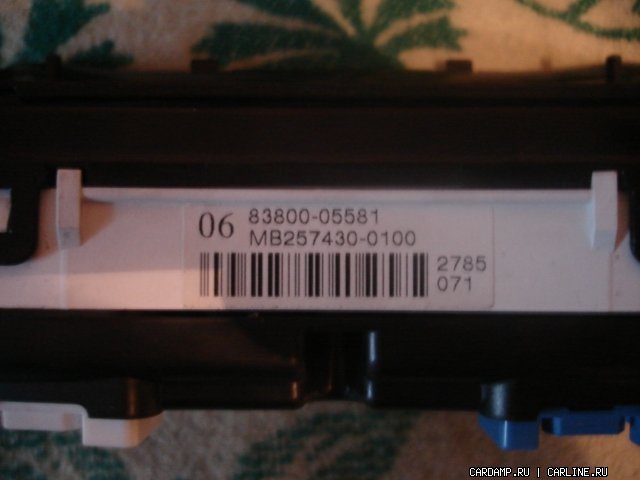 06 83800-05581
MB257430-0100
2785
071
CARDAMP.RU | CARLINE.RU